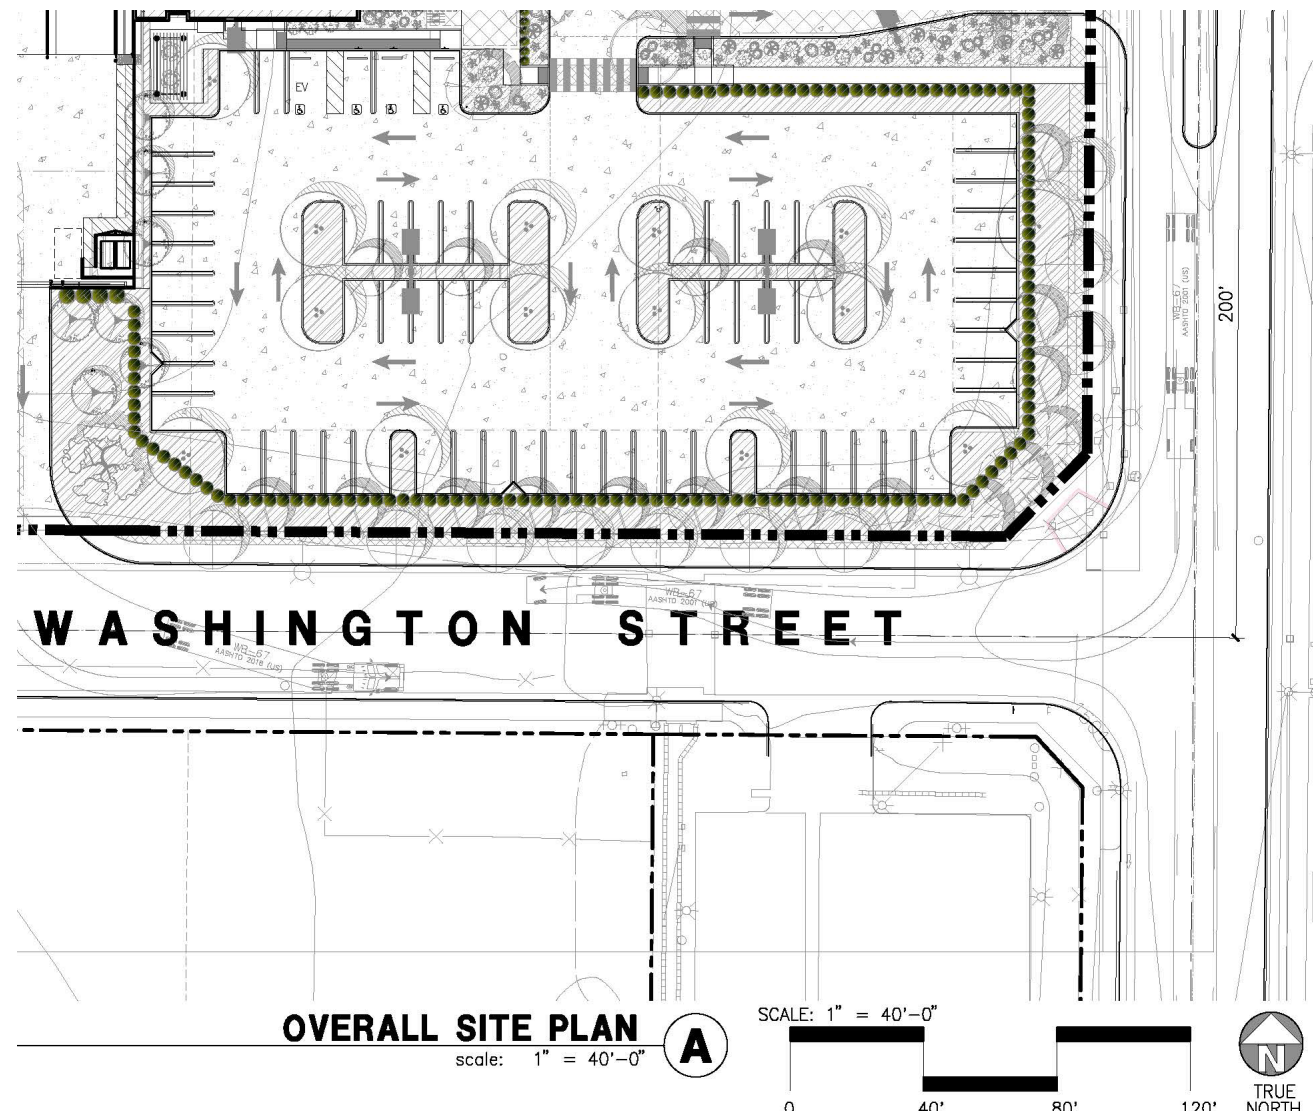 EV
WB-67
AASHTO 2001 (US)
200'
WB-67
AASHTO 2001 (US)
WASHINGTON STREET
WB-67
AASHTO 2018 (US)
OVERALL SITE PLAN
scale: 1" = 40'-0"
A
SCALE: 1" = 40'-0"
0 40' 80' 120'
N
TRUE
NORTH